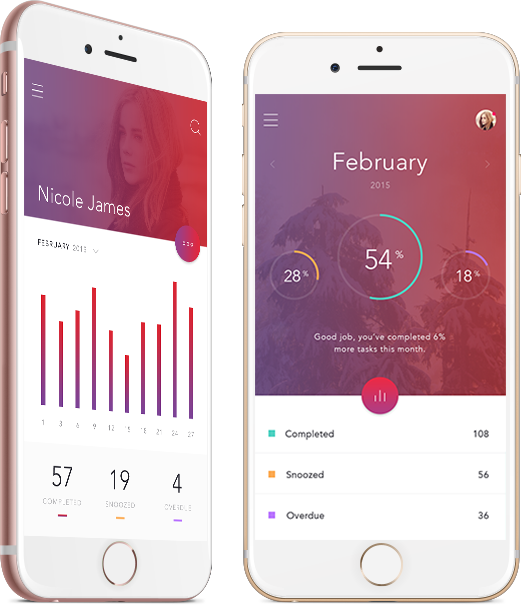 Nicole James
FEBRUARY 2015
1 3 6 9 12 15 18 21 24 27
57 19 4
COMPLETED SNOOZED OVERDUE
February
2015
28% 54% 18%
Good job, you've completed 6%
more tasks this month.
Completed 108
Snoozed 56
Overdue 36